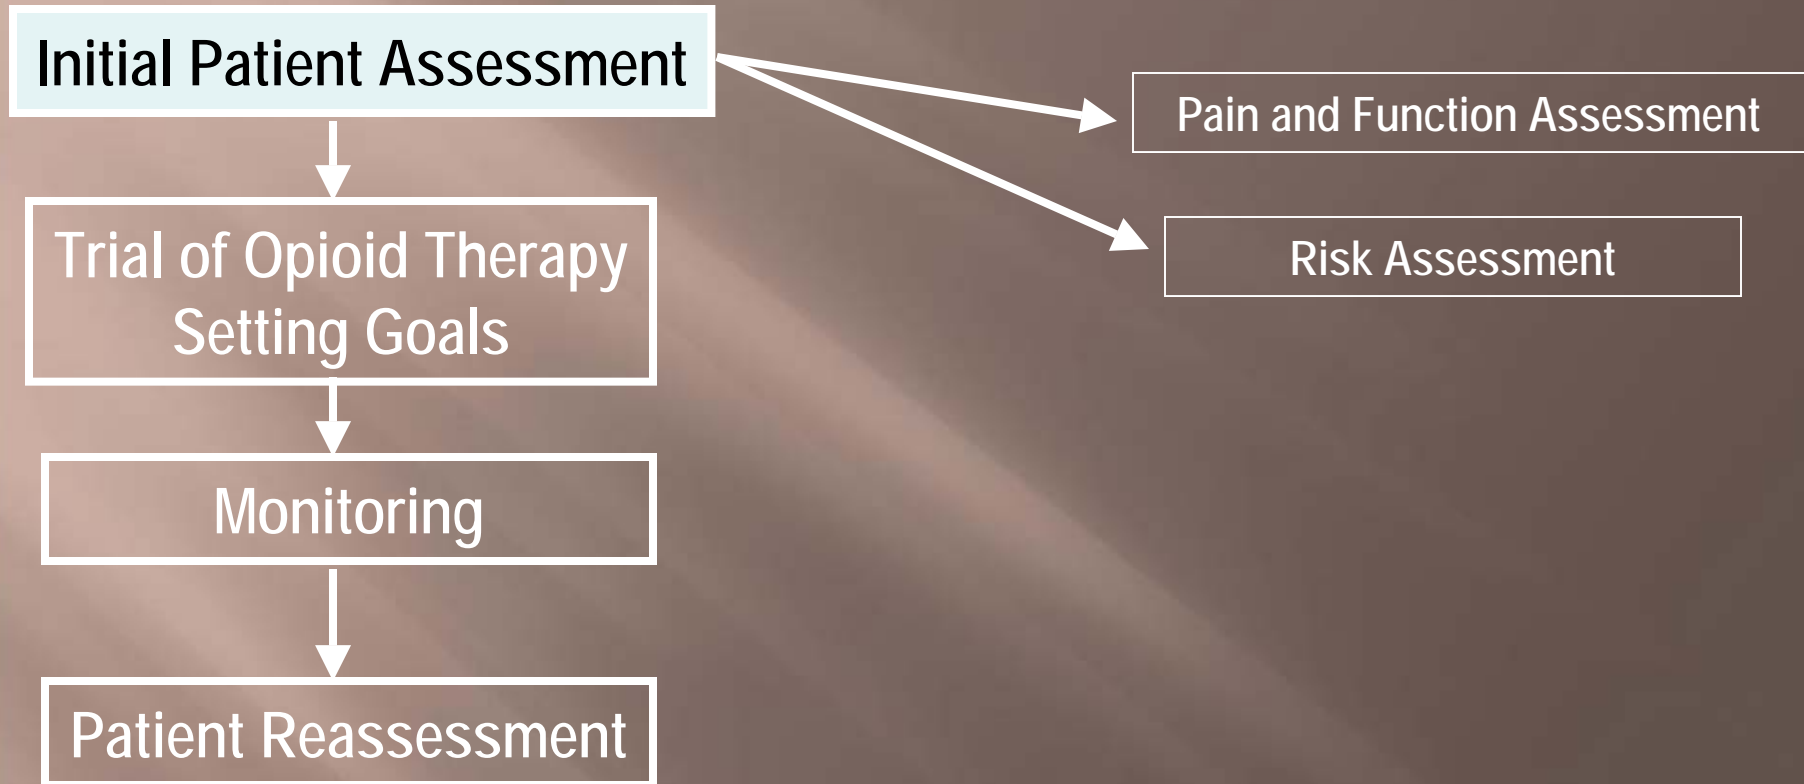 Initial Patient Assessment
Pain and Function Assessment
Risk Assessment
Trial of Opioid Therapy
Setting Goals
Monitoring
Patient Reassessment